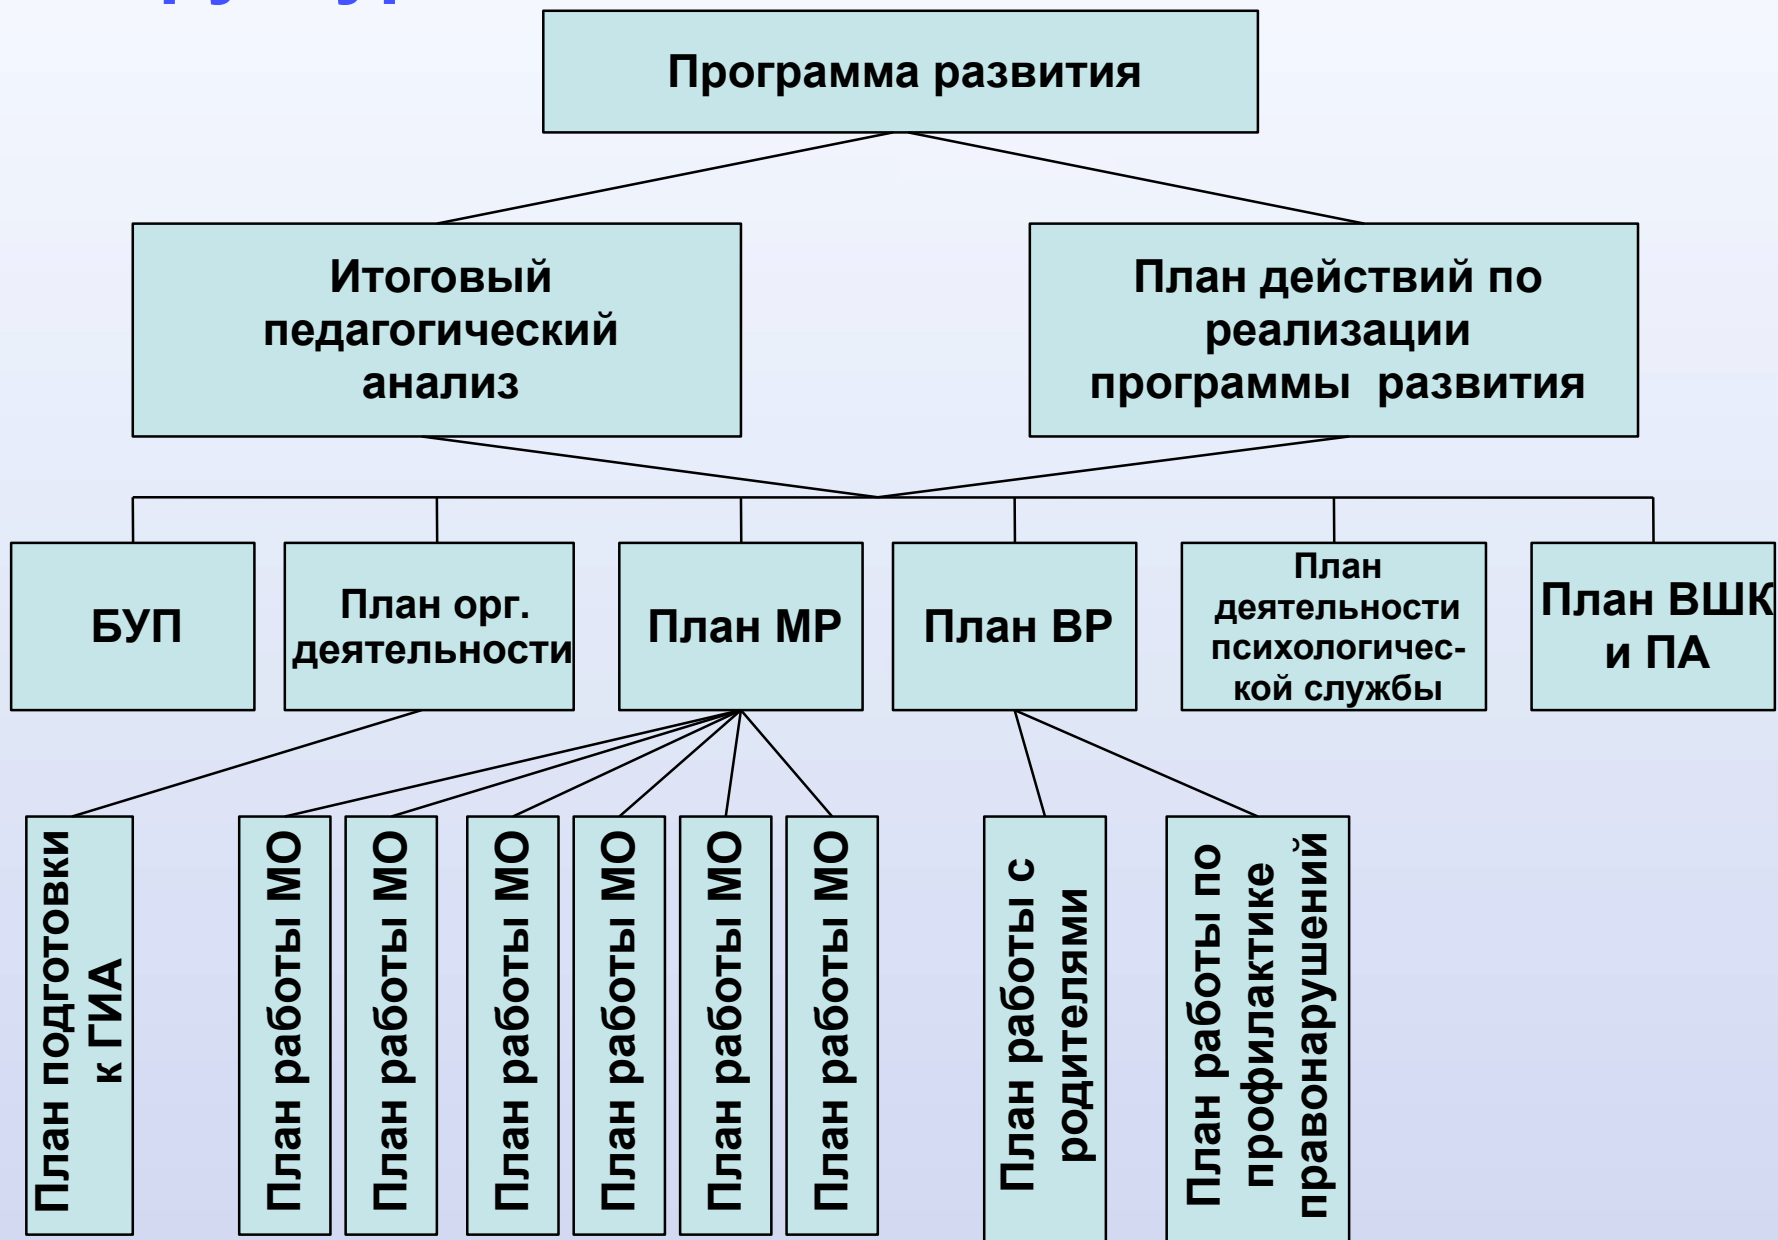 Программа развития
Итоговый
педагогический
анализ
План действий по
реализации
программы развития
БУП
План орг.
деятельности
План МР
План ВР
План
деятельности
психологичес-
кой службы
План ВШК
и ПА
План подготовки
к ГИА
План работы МО
План работы МО
План работы МО
План работы МО
План работы МО
План работы МО
План работы с
родителями
План работы по
профилактике
правонарушений